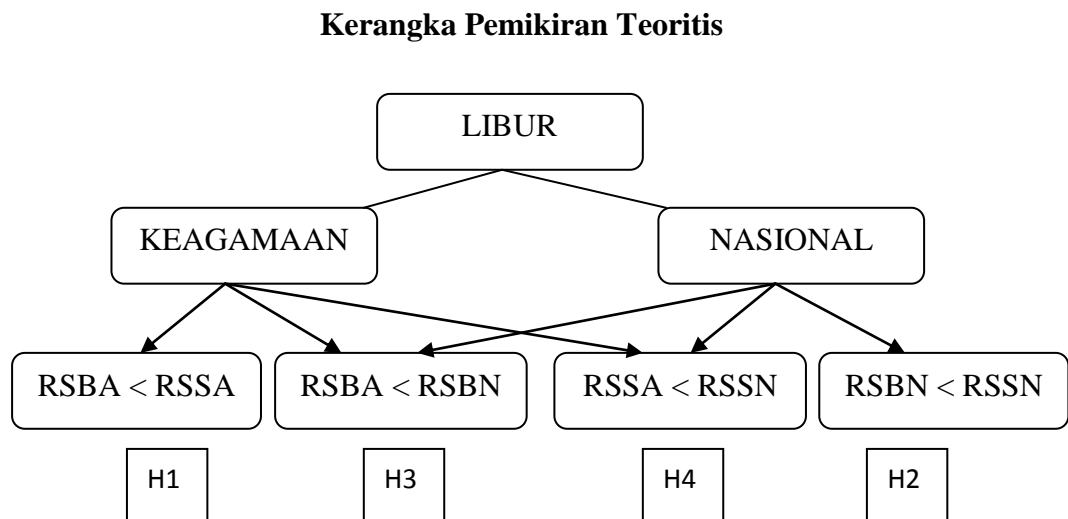 Kerangka Pemikiran Teoritis
LIBUR
KEAGAMAAN
NASIONAL
RSBA < RSSA
RSBA < RSBN
RSSA < RSSN
RSBN < RSSN
H1
H3
H4
H2